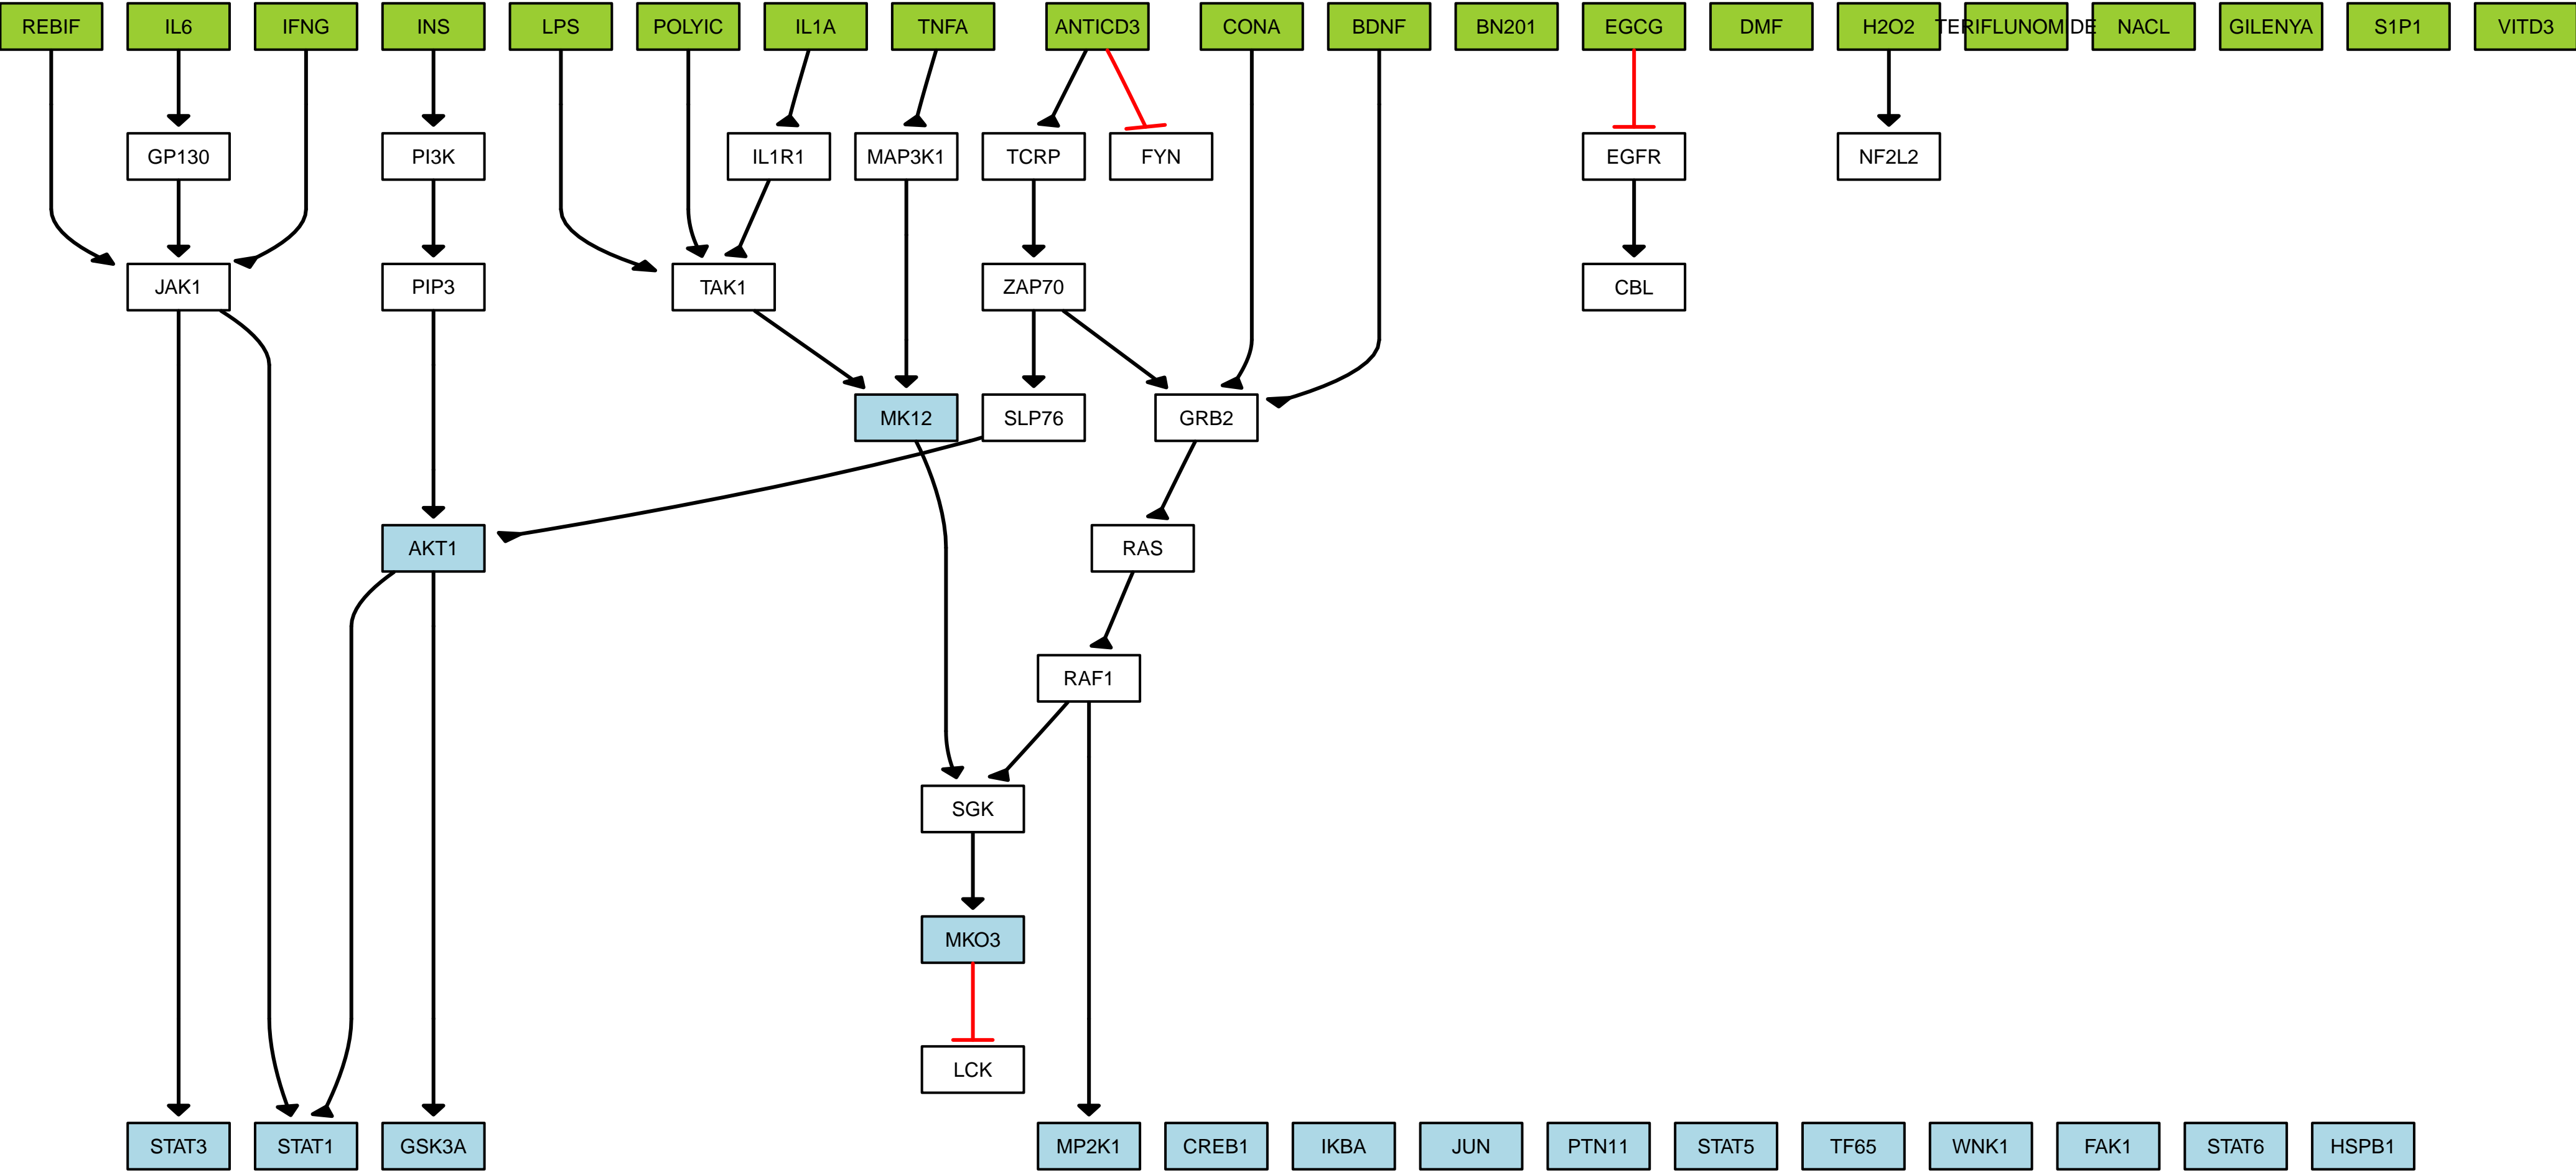 REBIF
IL6
IFNG
INS
LPS
POLYIC
IL1A
TNFA
ANTICD3
CONA
BDNF
BN201
EGCG
DMF
H2O2
TERIFLUNOMIDE
NACL
GILENYA
S1P1
VITD3
GP130
PI3K
IL1R1
MAP3K1
TCRP
FYN
EGFR
NF2L2
JAK1
PIP3
TAK1
ZAP70
CBL
MK12
SLP76
GRB2
AKT1
RAS
RAF1
SGK
MKO3
LCK
STAT3
STAT1
GSK3A
MP2K1
CREB1
IKBA
JUN
PTN11
STAT5
TF65
WNK1
FAK1
STAT6
HSPB1